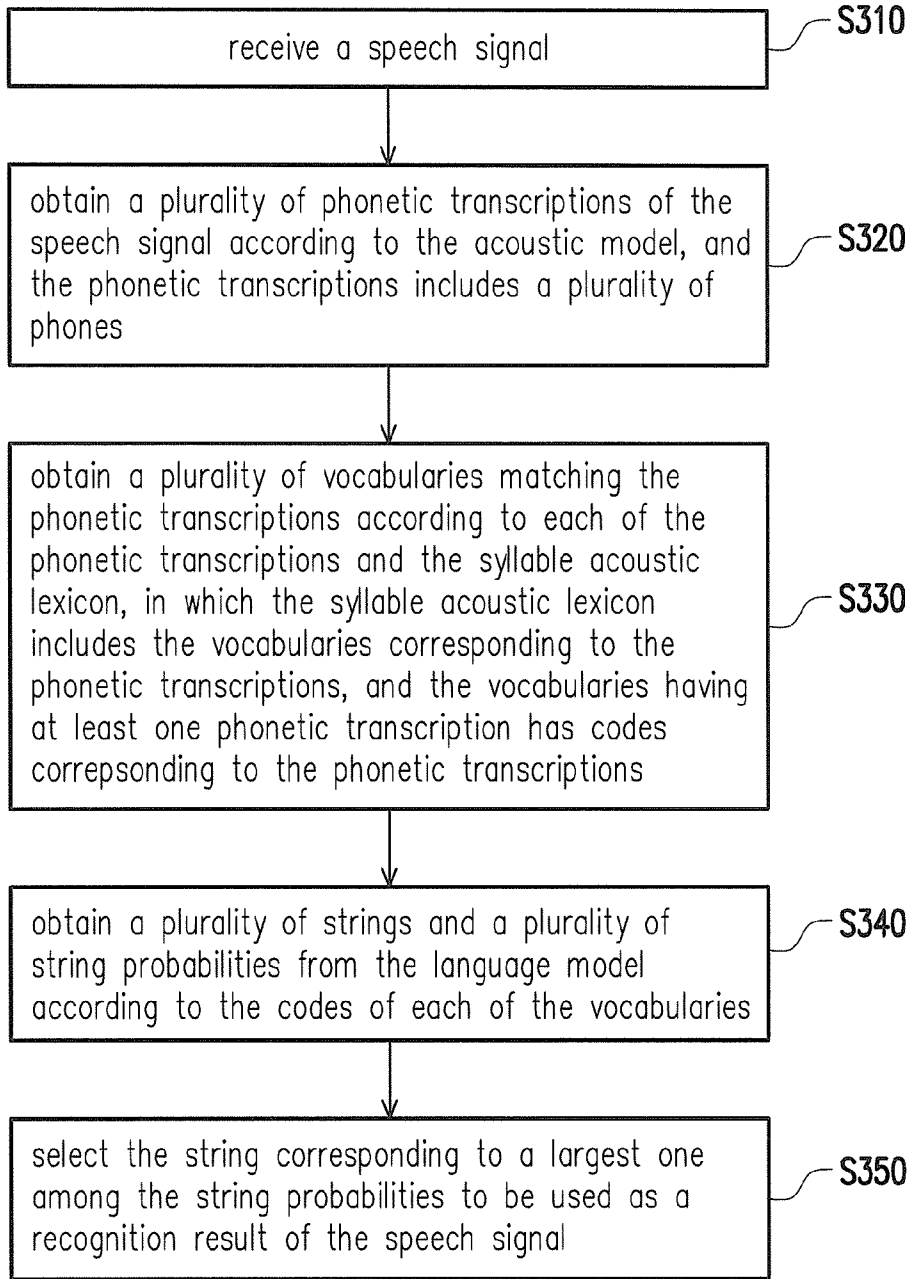 receive a speech signal
S310
obtain a plurality of phonetic transcriptions of the
speech signal according to the acoustic model, and
the phonetic transcriptions includes a plurality of
phones
S320
obtain a plurality of vocabularies matching the
phonetic transcriptions according to each of the
phonetic transcriptions and the syllable acoustic
lexicon, in which the syllable acoustic lexicon
includes the vocabularies corresponding to the
phonetic transcriptions, and the vocabularies having
at least one phonetic transcription has codes
correpsonding to the phonetic transcriptions
S330
obtain a plurality of strings and a plurality of
string probabilities from the language model
according to the codes of each of the vocabularies
S340
select the string corresponding to a largest one
among the string probabilities to be used as a
recognition result of the speech signal
S350